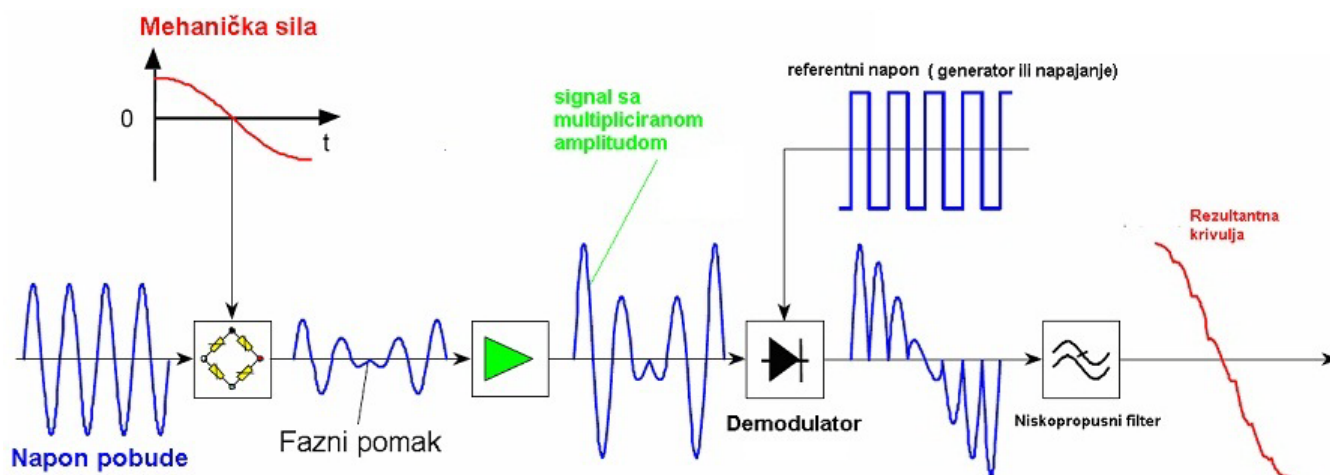 Mehanička sila
0
t
signal sa
multipliciranom
amplitudom
referentni napon ( generator ili napajanje)
Rezultantna
krivulja
Napon pobude
Fazni pomak
Demodulator
Niskopropusni filter